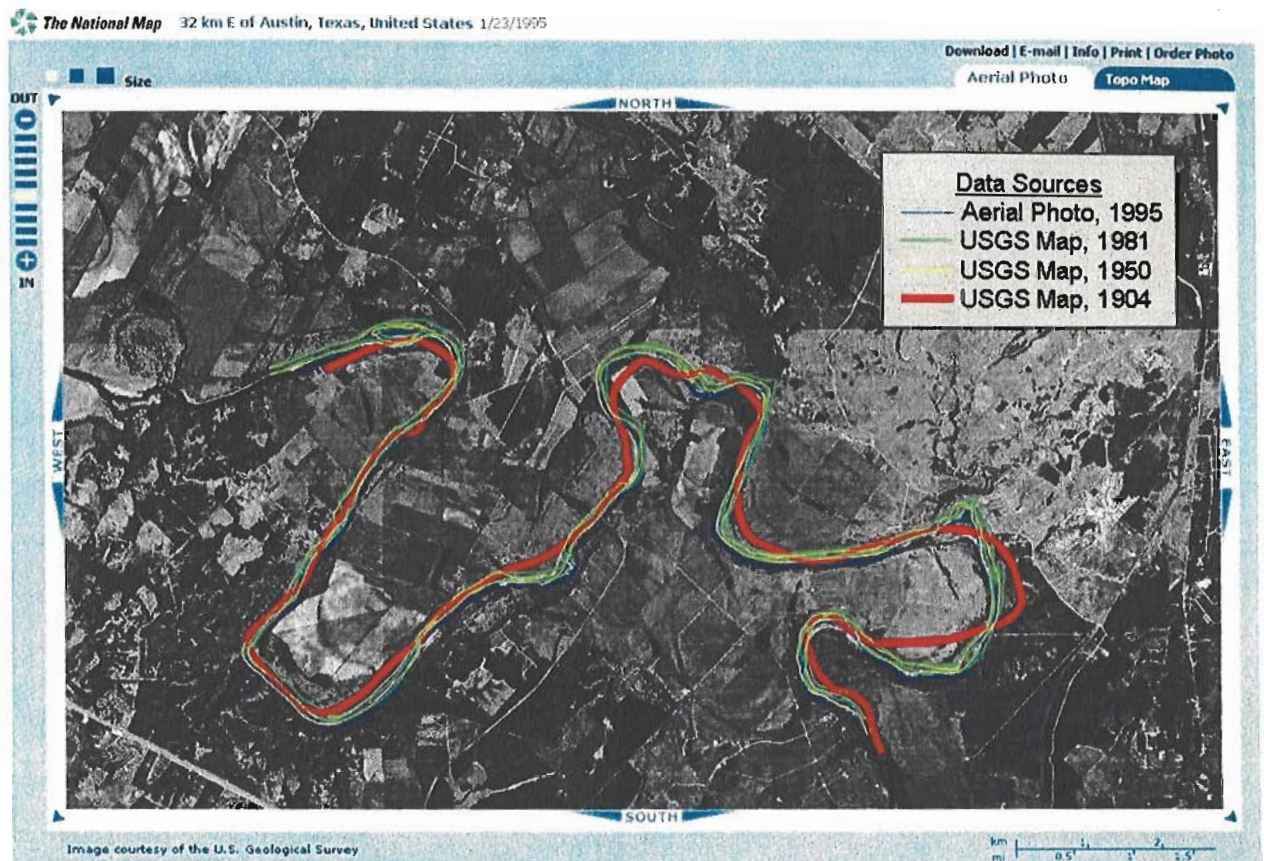 The National Map 32 km E of Austin, Texas, United States 1/23/1995
Download | E-mail | Info | Print | Order Photo
Size
Aerial Photo Topo Map
OUT
NORTH
Data Sources
Aerial Photo, 1995
USGS Map, 1981
USGS Map, 1950
USGS Map, 1904
IN
WEST
EAST
SOUTH
Image courtesy of the U.S. Geological Survey
km 1 2
mi 0.5 1 1.5